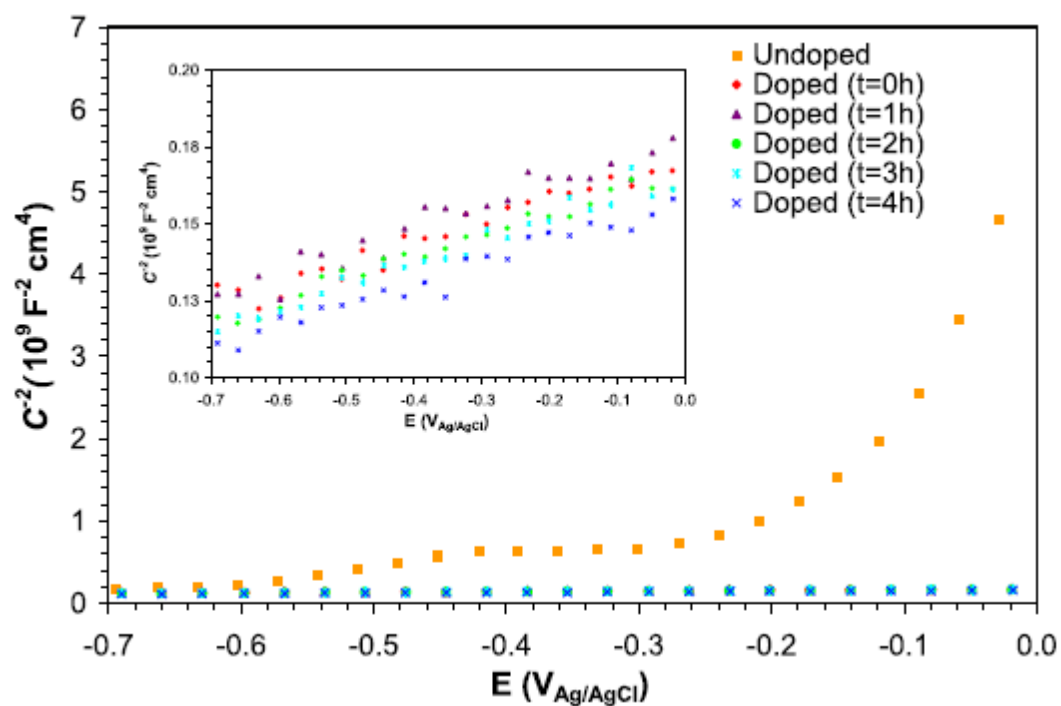 7
6
5
4
3
2
1
0
C⁻² (10⁹ F⁻² cm⁴)
-0.7
-0.6
-0.5
-0.4
-0.3
-0.2
-0.1
0.0
E (V_Ag/AgCl)
Undoped
Doped (t=0h)
Doped (t=1h)
Doped (t=2h)
Doped (t=3h)
Doped (t=4h)
0.20
0.18
0.15
0.13
0.10
C⁻² (10⁹ F⁻² cm⁴)
-0.7
-0.6
-0.5
-0.4
-0.3
-0.2
-0.1
0.0
E (V_Ag/AgCl)